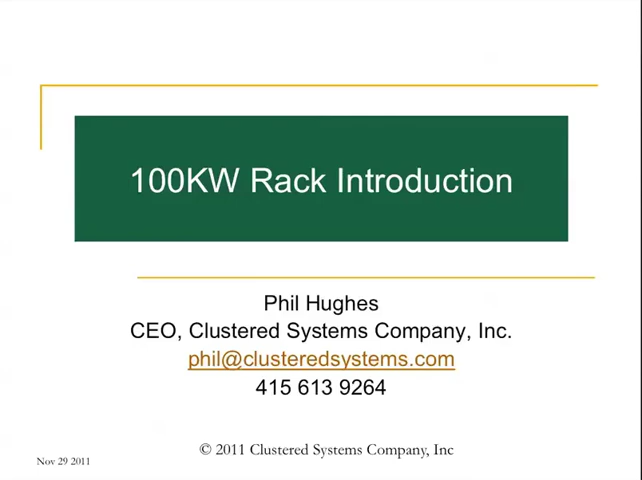 100KW Rack Introduction
Phil Hughes
CEO, Clustered Systems Company, Inc.
phil@clusteredsystems.com
415 613 9264
© 2011 Clustered Systems Company, Inc
Nov 29 2011